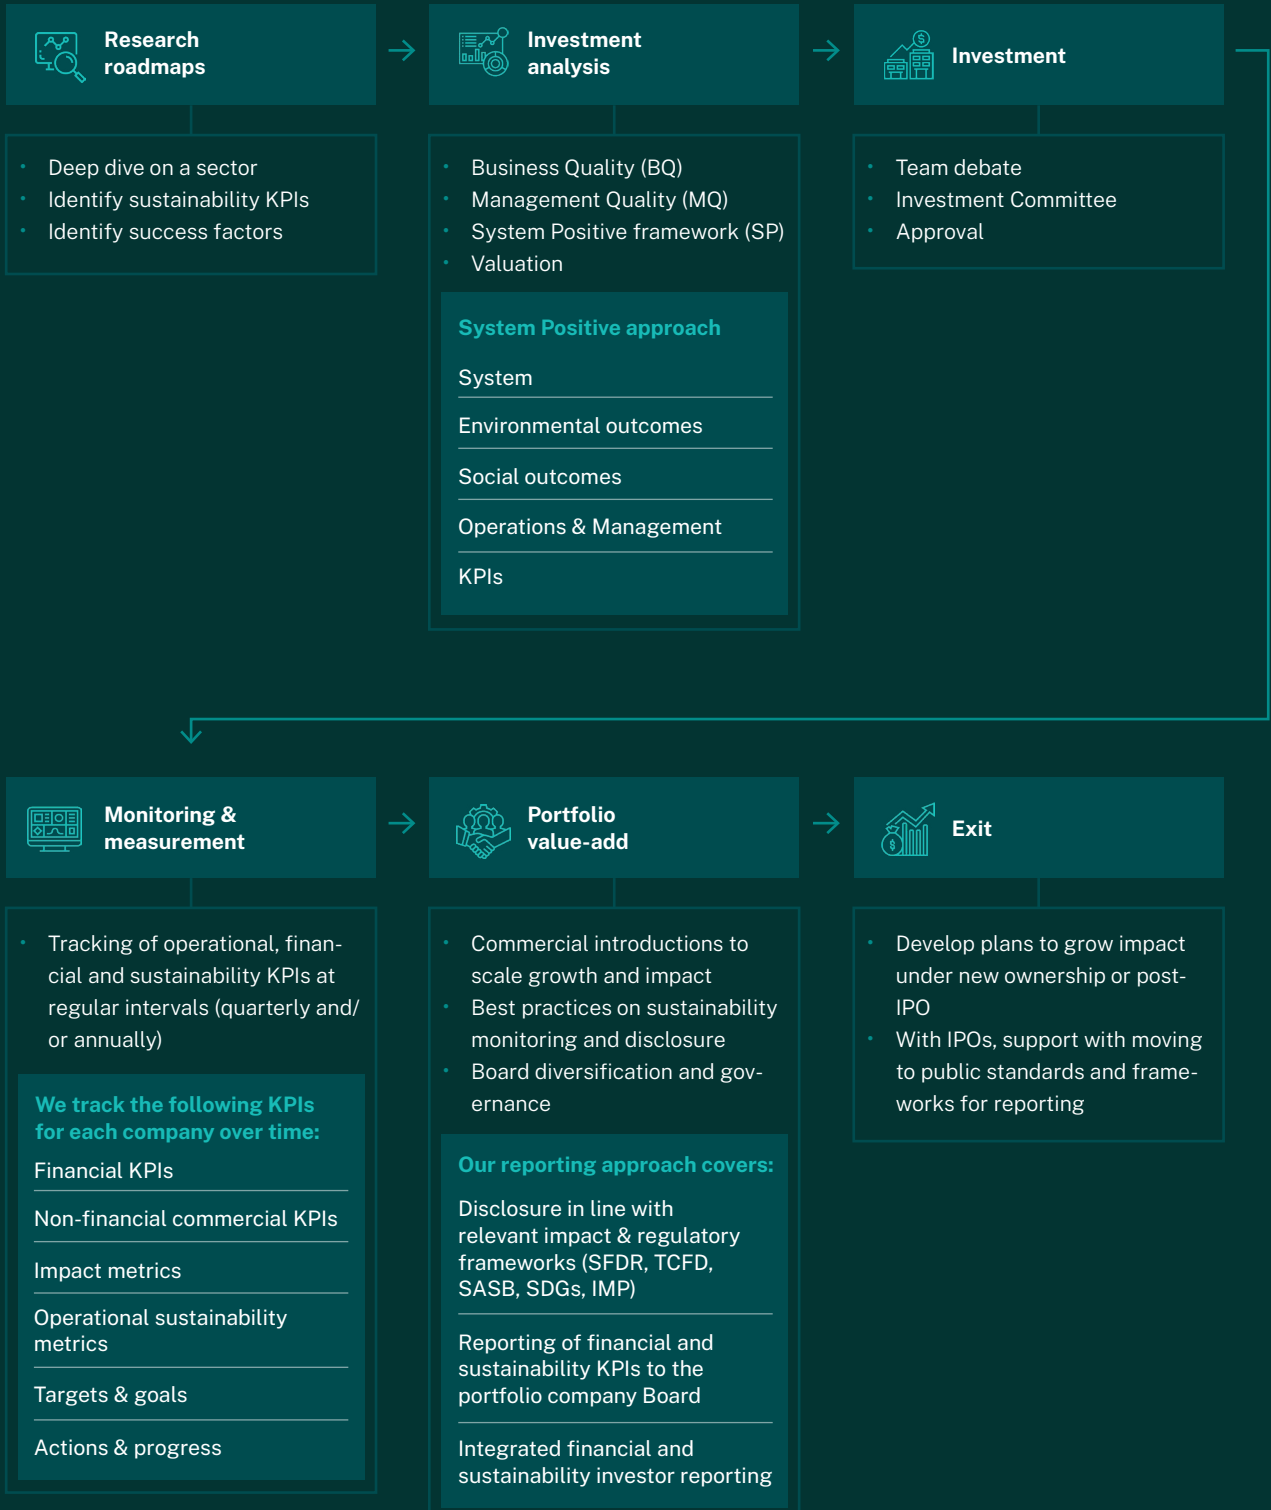 Research
roadmaps
• Deep dive on a sector
• Identify sustainability KPIs
• Identify success factors
Investment
analysis
• Business Quality (BQ)
• Management Quality (MQ)
• System Positive framework (SP)
• Valuation
System Positive approach
System
Environmental outcomes
Social outcomes
Operations & Management
KPIs
Investment
• Team debate
• Investment Committee
• Approval
Monitoring &
measurement
• Tracking of operational, finan-
cial and sustainability KPIs at
regular intervals (quarterly and/
or annually)
We track the following KPIs
for each company over time:
Financial KPIs
Non-financial commercial KPIs
Impact metrics
Operational sustainability
metrics
Targets & goals
Actions & progress
Portfolio
value-add
• Commercial introductions to
scale growth and impact
• Best practices on sustainability
monitoring and disclosure
• Board diversification and gov-
ernance
Our reporting approach covers:
Disclosure in line with
relevant impact & regulatory
frameworks (SFDR, TCFD,
SASB, SDGs, IMP)
Reporting of financial and
sustainability KPIs to the
portfolio company Board
Integrated financial and
sustainability investor reporting
Exit
• Develop plans to grow impact
under new ownership or post-
IPO
• With IPOs, support with moving
to public standards and frame-
works for reporting